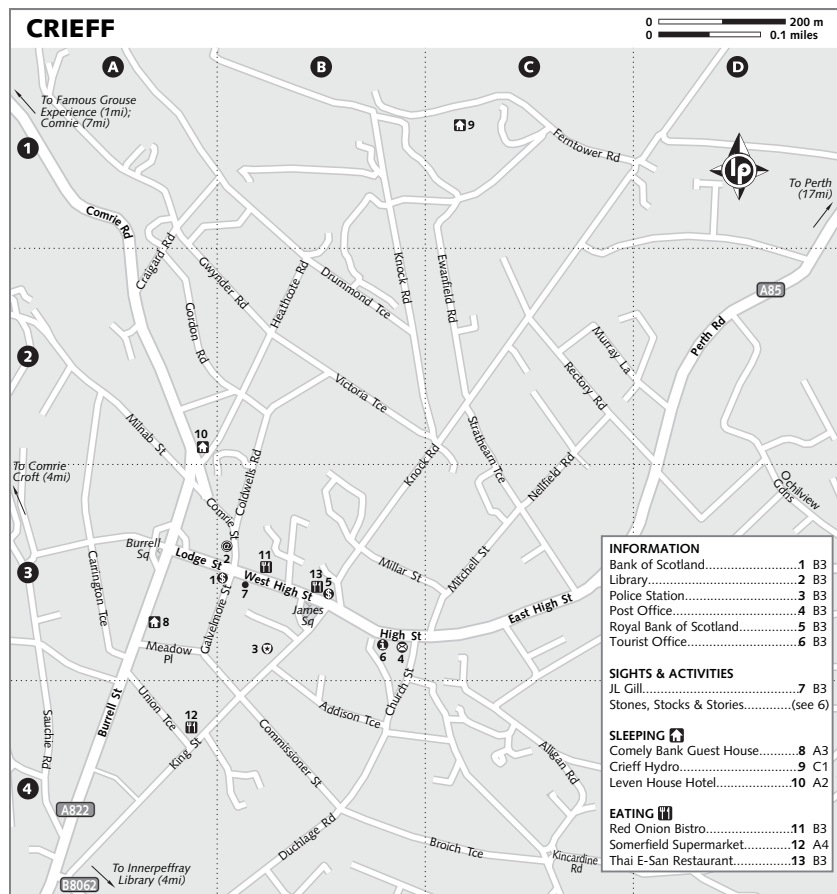 CRIEFF
0 200 m
0 0.1 miles
A
B
C
D
To Famous Grouse
Experience (1mi);
Comrie (7mi)
9
1
Ferntower Rd
lp
To Perth
(17mi)
Comrie Rd
Craigard Rd
Gwynder Rd
Heathcote Rd
Drummond Tce
Knock Rd
Ewanfield Rd
A85
Gordon Rd
Perth Rd
Murray La
2
Rectory Rd
Victoria Tce
Milnab St
10
Strathearn Tce
Knock Rd
Nellfield Rd
Coldwells Rd
To Comrie
Croft (4mi)
Ochilview
Gdns
Comrie St
Burrell
Sq
@
2
Lodge St
11
3
Carrington Tce
1 $
7
West High St
13
5
$
Millar St
Mitchell St
James
Sq
East High St
8
Galvelmore St
High St
Meadow
Pl
3
6
4
Church St
Burrell St
Union Tce
12
Addison Tce
Sauchie Rd
King St
Commissioner St
Alligan Rd
4
A822
Duchlage Rd
Broich Tce
Kincardine
Rd
To Innerpeffray
Library (4mi)
B8062
INFORMATION
Bank of Scotland....................1 B3
Library....................................2 B3
Police Station.........................3 B3
Post Office.............................4 B3
Royal Bank of Scotland..........5 B3
Tourist Office.........................6 B3
SIGHTS & ACTIVITIES
JL Gill.....................................7 B3
Stones, Stocks & Stories.........(see 6)
SLEEPING
Comely Bank Guest House.........8 A3
Crieff Hydro............................9 C1
Leven House Hotel................10 A2
EATING
Red Onion Bistro...................11 B3
Somerfield Supermarket........12 A4
Thai E-San Restaurant...........13 B3